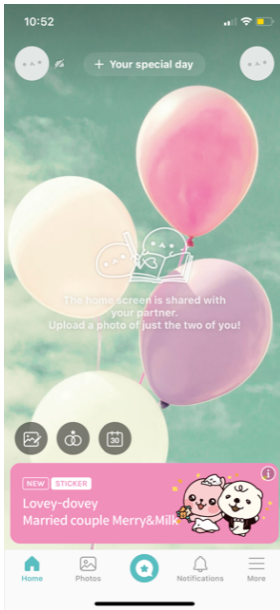 10:52
+ Your special day
The home screen is shared with
your partner.
Upload a photo of just the two of you!
30
NEW STICKER
Lovey-dovey
Married couple Merry&Milk
Home
Photos
Notifications
More